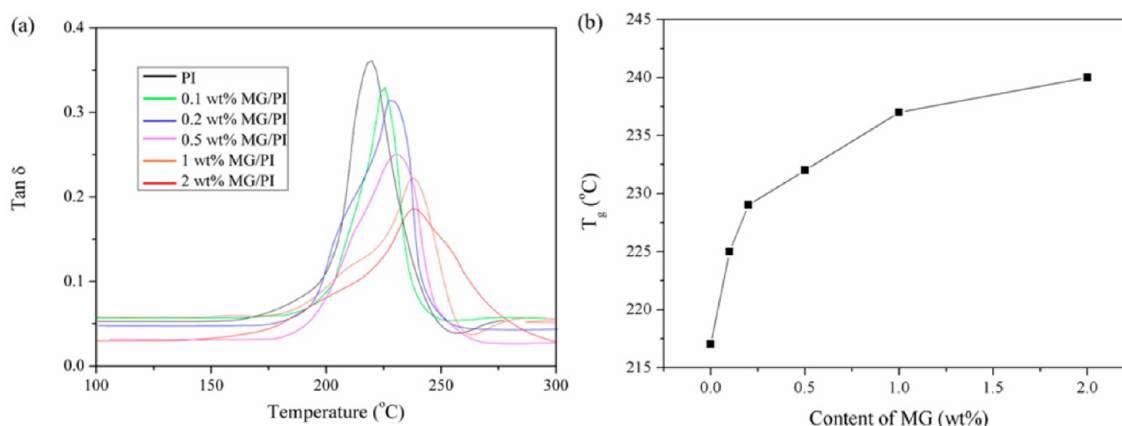 (a)
0.4
0.3
0.2
0.1
0.0
Tan δ
PI
0.1 wt% MG/PI
0.2 wt% MG/PI
0.5 wt% MG/PI
1 wt% MG/PI
2 wt% MG/PI
100 150 200 250 300
Temperature (°C)
(b)
240
235
230
225
220
215
Tg (°C)
0.0 0.5 1.0 1.5 2.0
Content of MG (wt%)